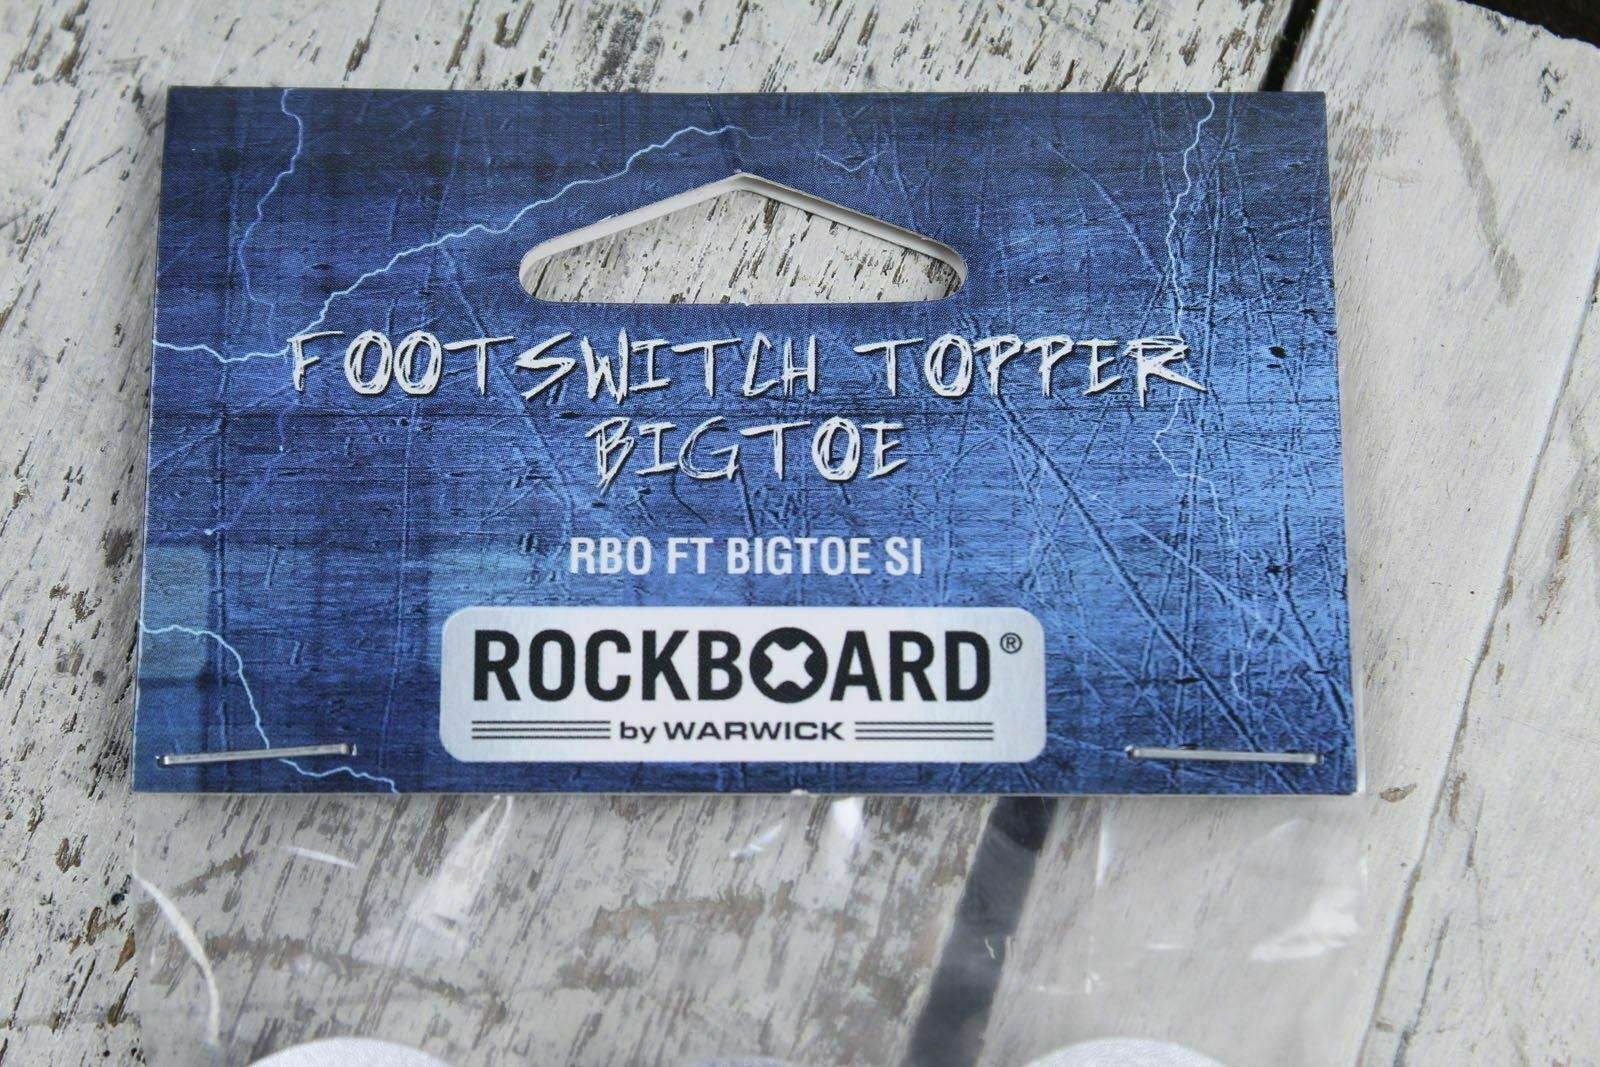 FOOTSWITCH TOPPER
BIGTOE
RBO FT BIGTOE SI
ROCKBOARD®
by WARWICK